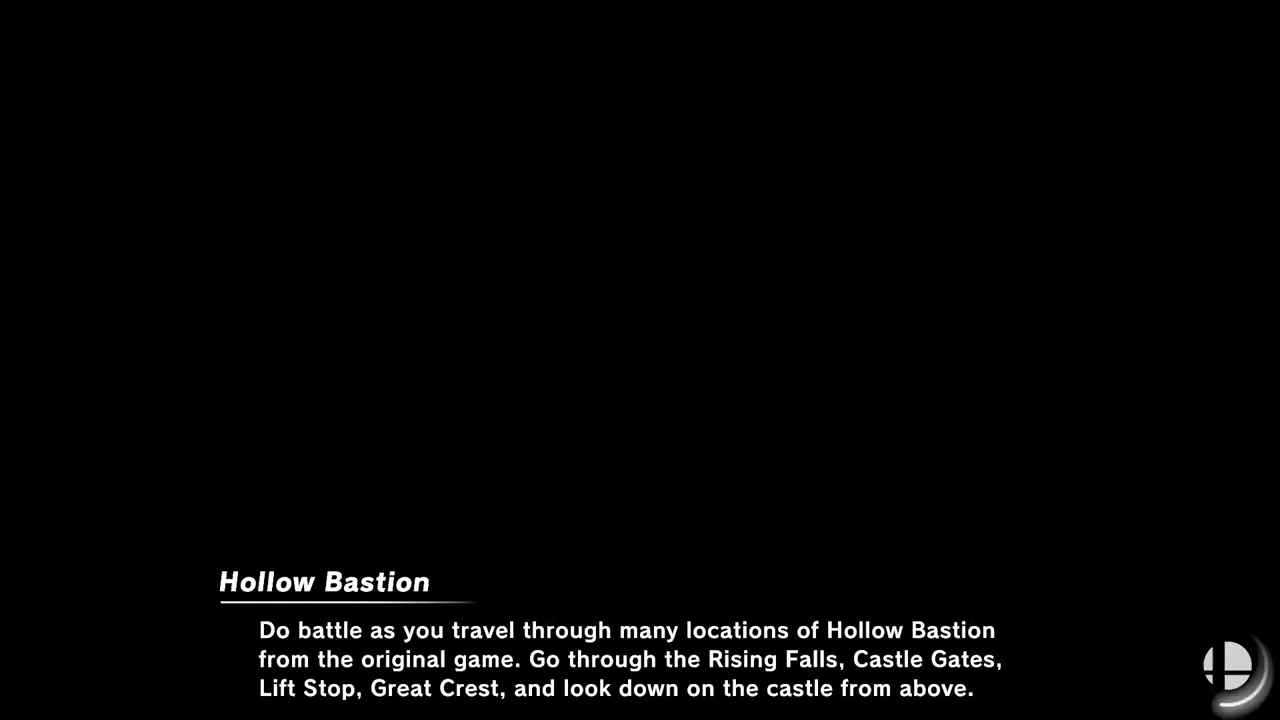 Hollow Bastion
Do battle as you travel through many locations of Hollow Bastion
from the original game. Go through the Rising Falls, Castle Gates,
Lift Stop, Great Crest, and look down on the castle from above.